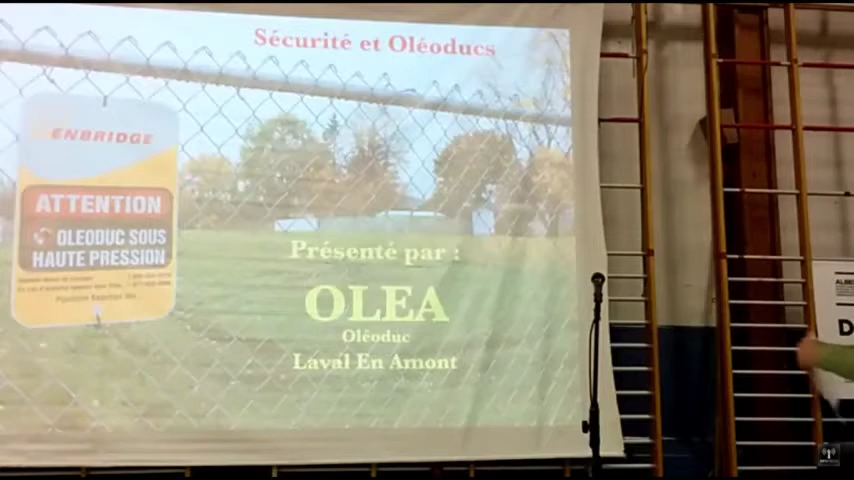 Sécurité et Oléoducs
ENBRIDGE
ATTENTION
OLEODUC SOUS
HAUTE PRESSION
Présenté par :
OLEA
Oléoduc
Laval En Amont